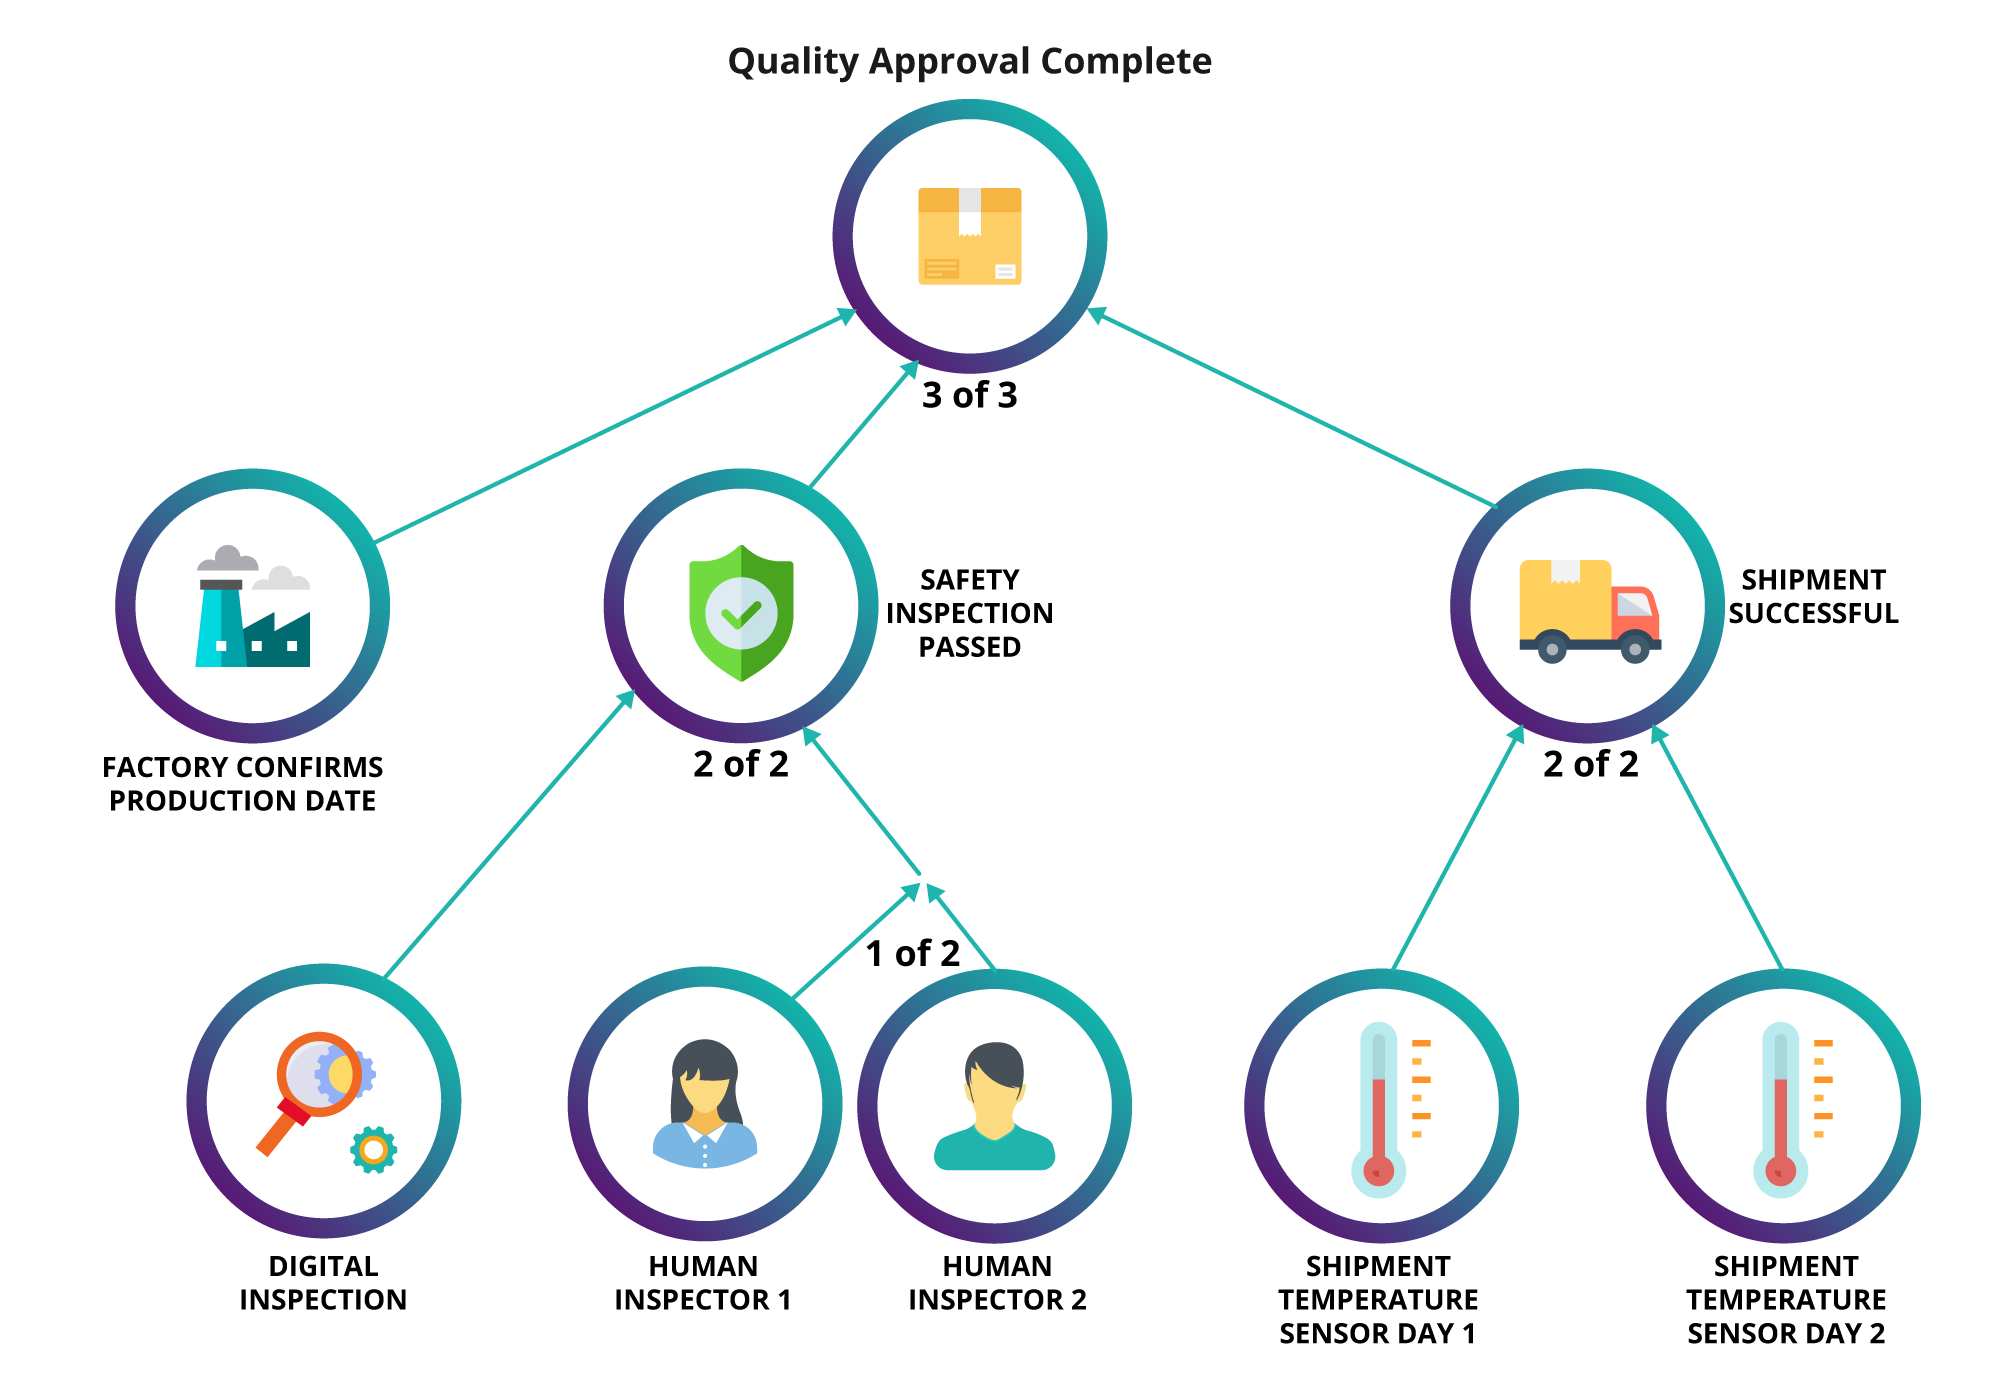 Quality Approval Complete
3 of 3
SAFETY
INSPECTION
PASSED
SHIPMENT
SUCCESSFUL
FACTORY CONFIRMS
PRODUCTION DATE
2 of 2
2 of 2
1 of 2
DIGITAL
INSPECTION
HUMAN
INSPECTOR 1
HUMAN
INSPECTOR 2
SHIPMENT
TEMPERATURE
SENSOR DAY 1
SHIPMENT
TEMPERATURE
SENSOR DAY 2